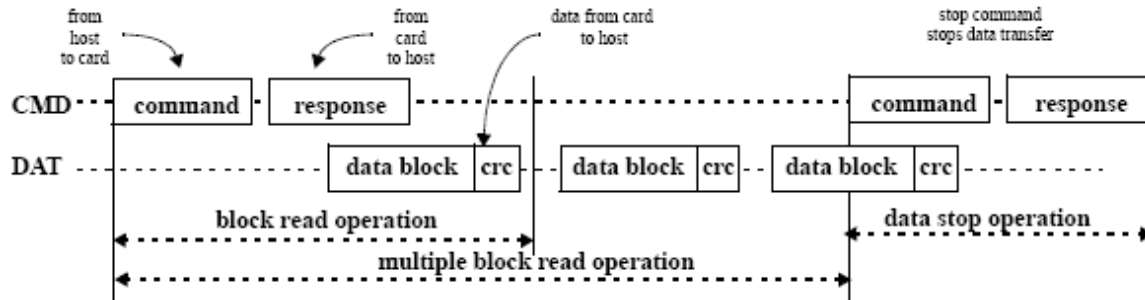 from
host
to card
from
card
to host
data from card
to host
stop command
stops data transfer
CMD command response command response
DAT data block crc data block crc data block crc
block read operation
data stop operation
multiple block read operation